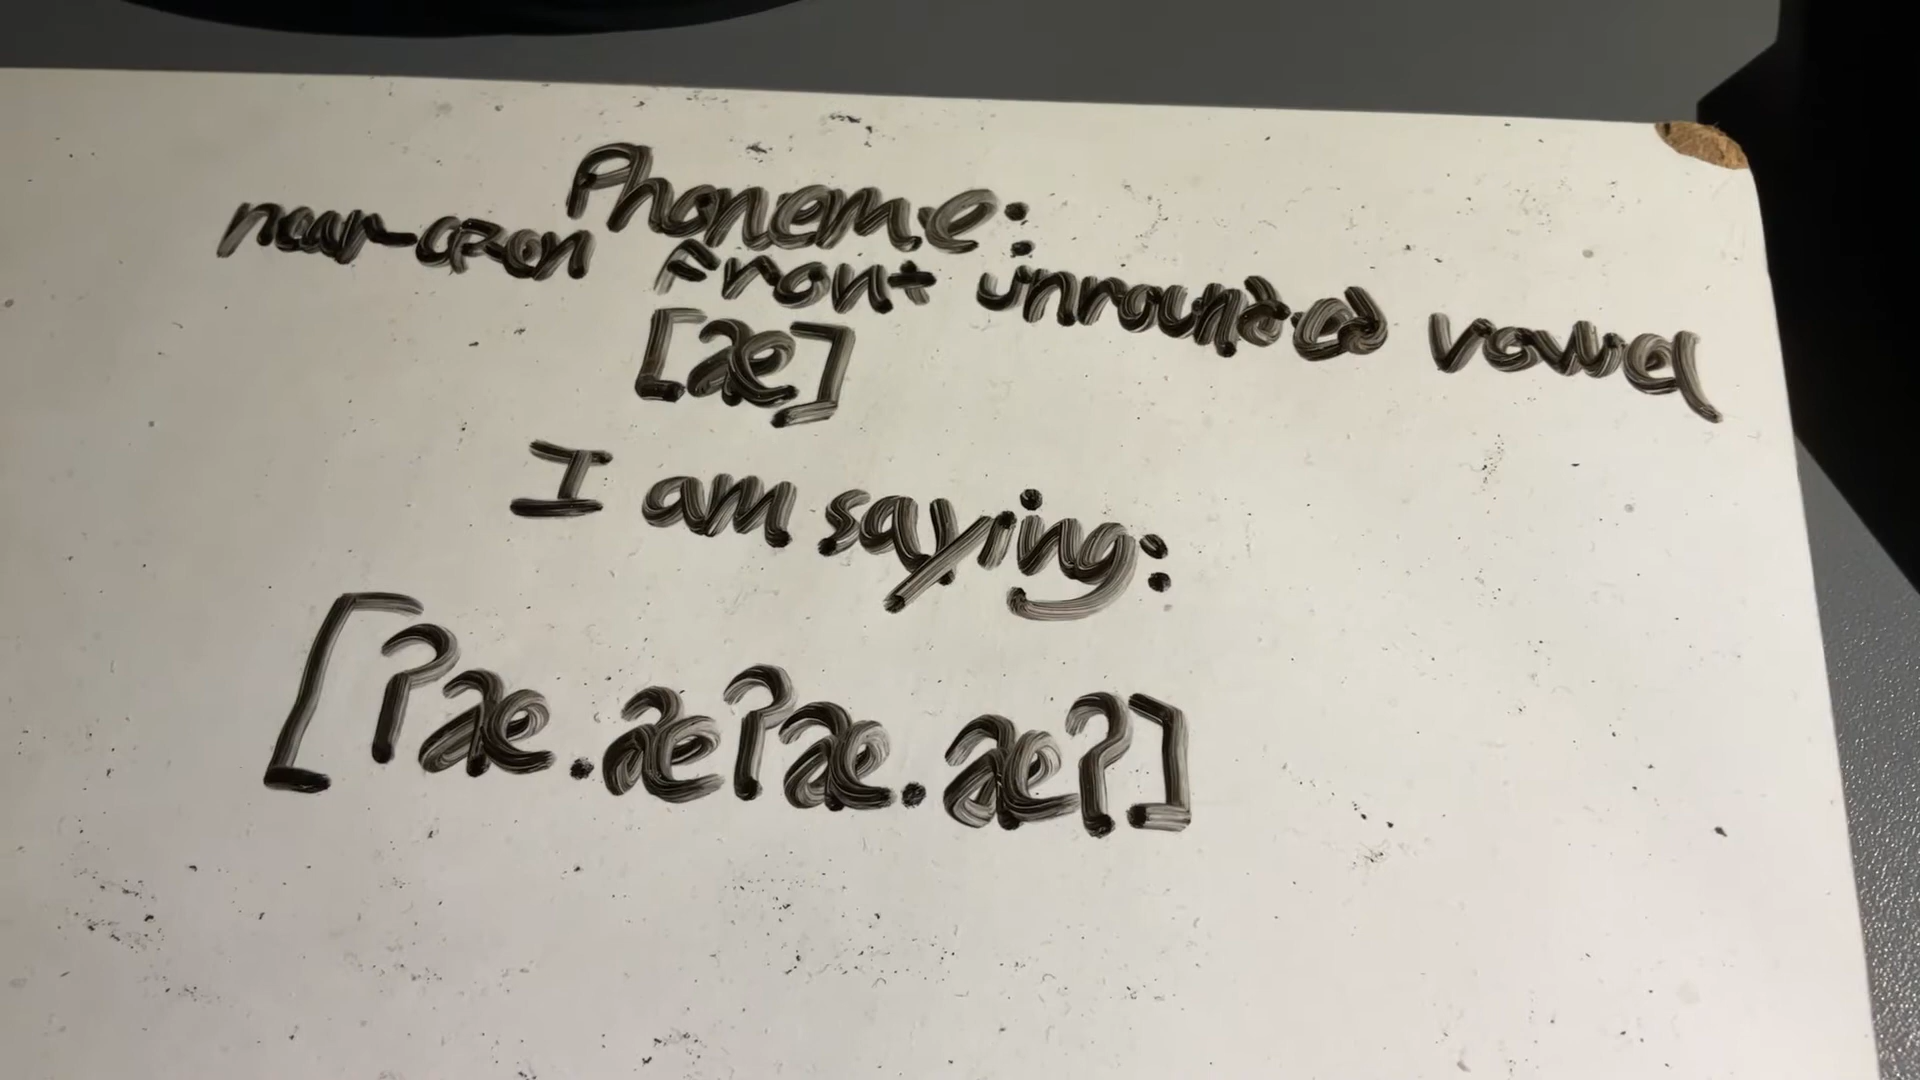 Phoneme:
near-open front unrounded vowel
[æ]
I am saying:
[ʔæ.æʔæ.æʔ]